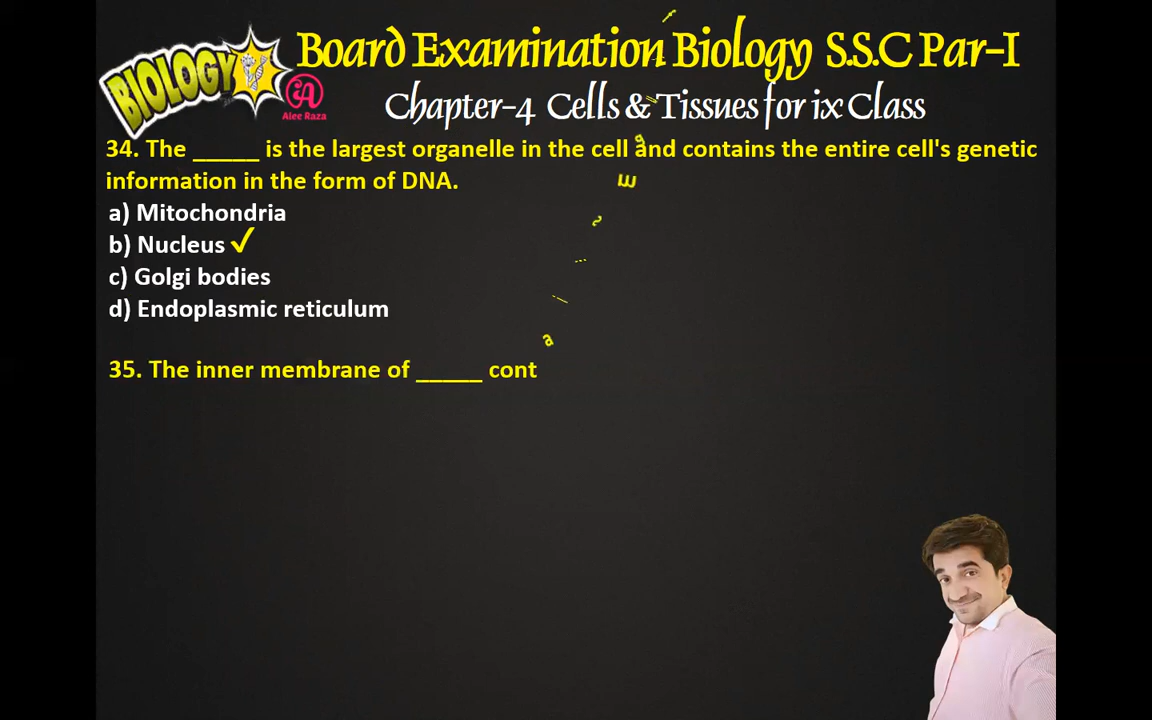 BIOLOGY
Alee Raza
Board Examination Biology S.S.C Par-I
Chapter-4 Cells & Tissues for ix Class
34. The _____ is the largest organelle in the cell and contains the entire cell's genetic
information in the form of DNA.
a) Mitochondria
b) Nucleus ✓
c) Golgi bodies
d) Endoplasmic reticulum
35. The inner membrane of _____ cont
a